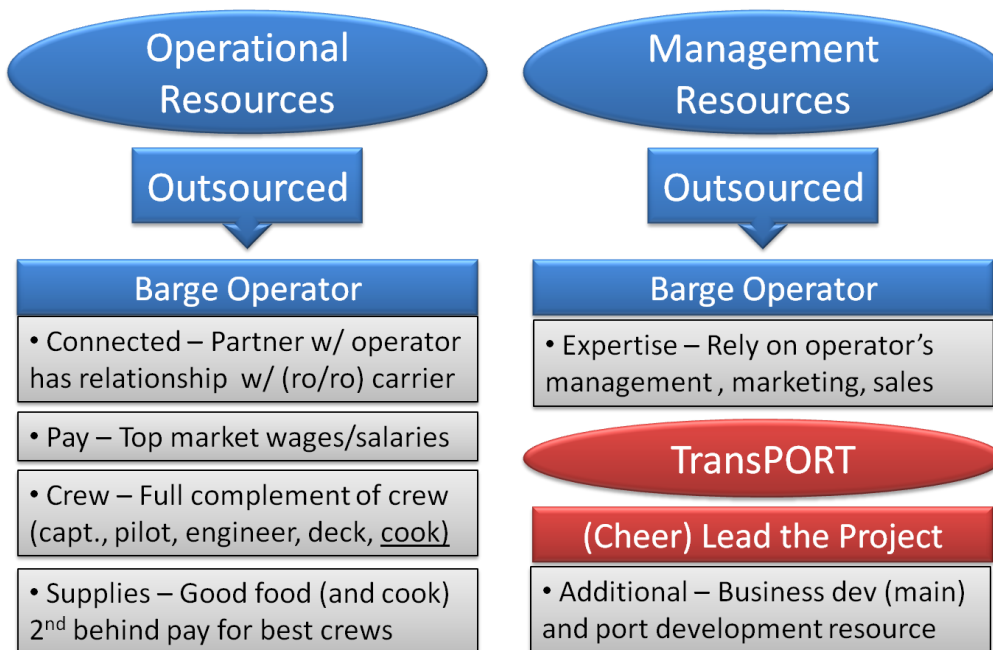 Operational
Resources
Outsourced
Barge Operator
• Connected – Partner w/ operator
has relationship w/ (ro/ro) carrier
• Pay – Top market wages/salaries
• Crew – Full complement of crew
(capt., pilot, engineer, deck, cook)
• Supplies – Good food (and cook)
2nd behind pay for best crews
Management
Resources
Outsourced
Barge Operator
• Expertise – Rely on operator's
management , marketing, sales
TransPORT
(Cheer) Lead the Project
• Additional – Business dev (main)
and port development resource